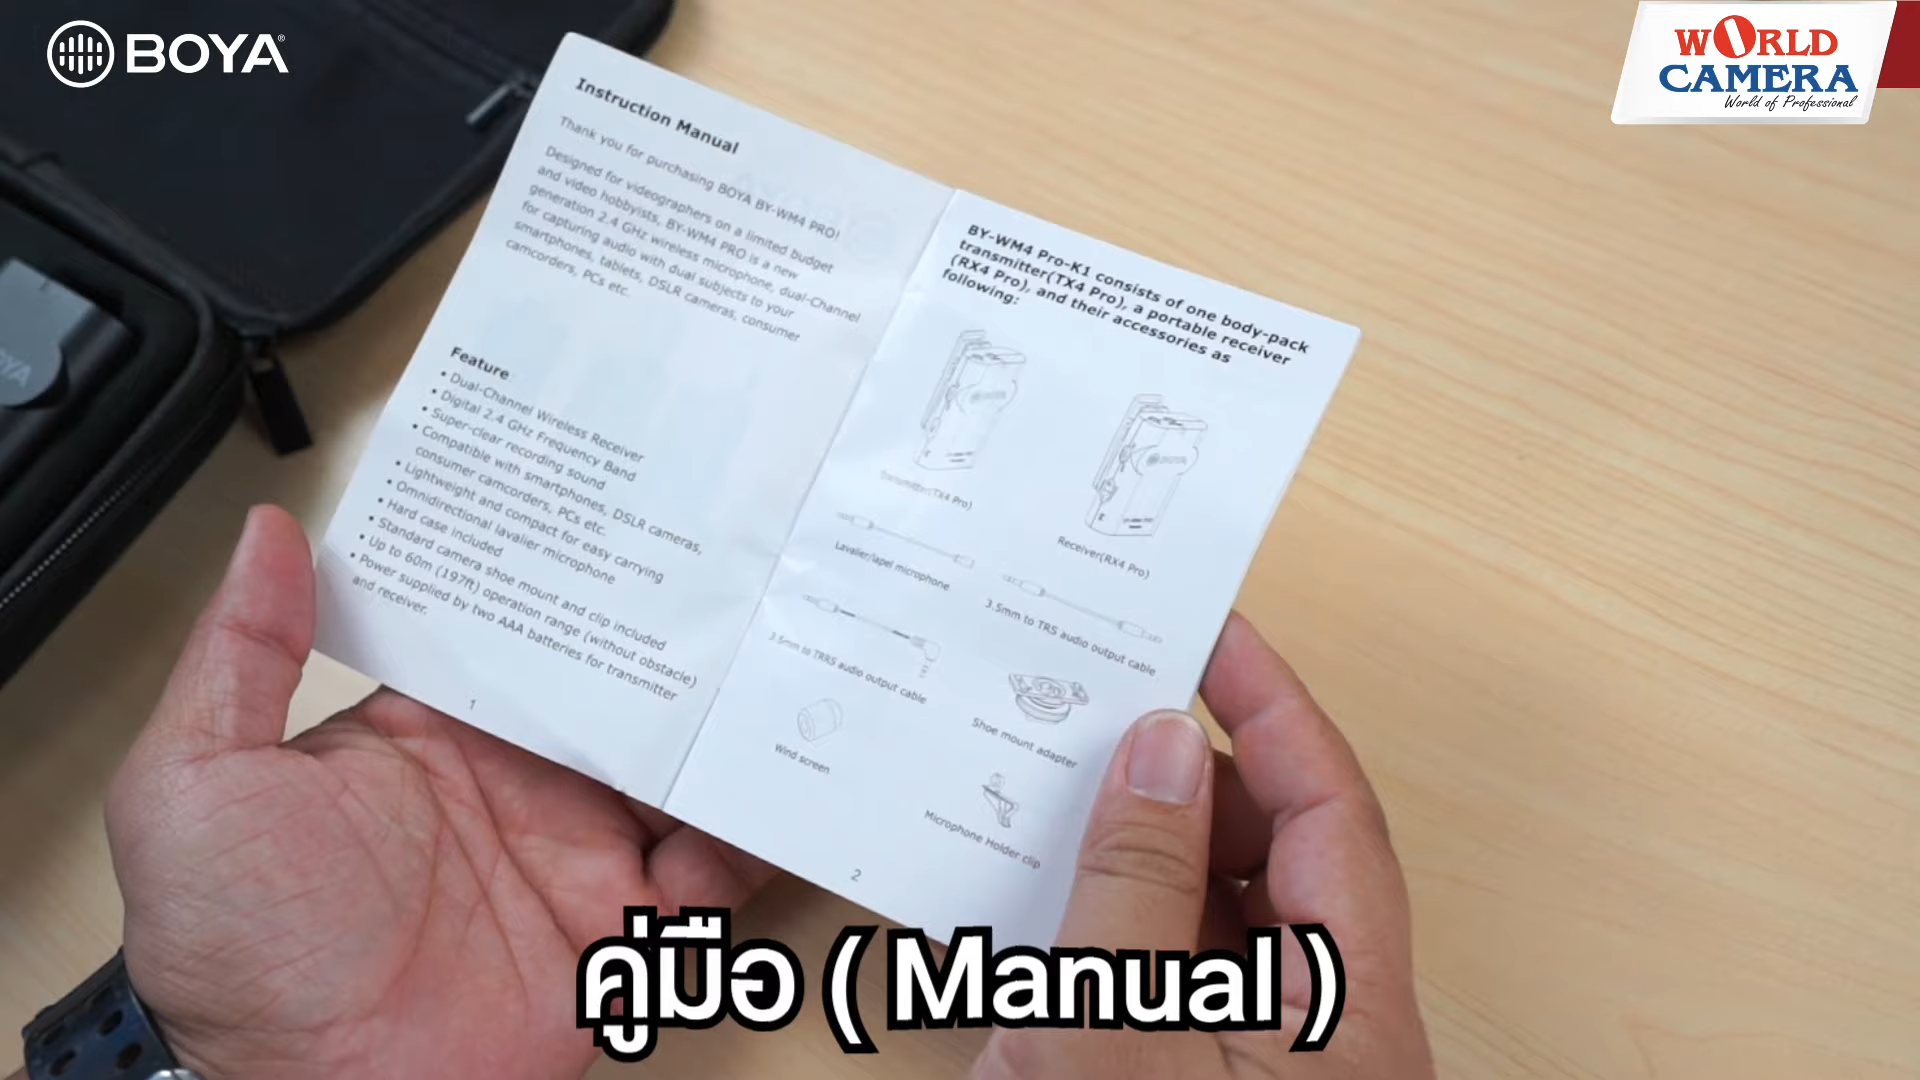 BOYA
WORLD
CAMERA
World of Professional
Instruction Manual
Thank you for purchasing BOYA BY-WM4 PRO!
Designed for videographers on a limited budget
and video hobbyists, BY-WM4 PRO is a new
generation 2.4 GHz wireless microphone, dual-Channel
for capturing audio with dual subjects to your
smartphones, tablets, DSLR cameras, consumer
camcorders, PCs etc.
Feature
• Dual-Channel Wireless Receiver
• Digital 2.4 GHz Frequency Band
• Super-clear recording sound
• Compatible with smartphones, DSLR cameras,
consumer camcorders, PCs etc.
• Lightweight and compact for easy carrying
• Omnidirectional lavalier microphone
• Hard case included
• Standard camera shoe mount and clip included
• Up to 60m (197ft) operation range (without obstacle)
• Power supplied by two AAA batteries for transmitter
and receiver.
1
BY-WM4 Pro-K1 consists of one body-pack
transmitter(TX4 Pro), a portable receiver
(RX4 Pro), and their accessories as
following:
Transmitter(TX4 Pro)
Receiver(RX4 Pro)
Lavalier/lapel microphone
3.5mm to TRS audio output cable
3.5mm to TRRS audio output cable
Shoe mount adapter
Wind screen
Microphone Holder clip
2
คู่มือ ( Manual )